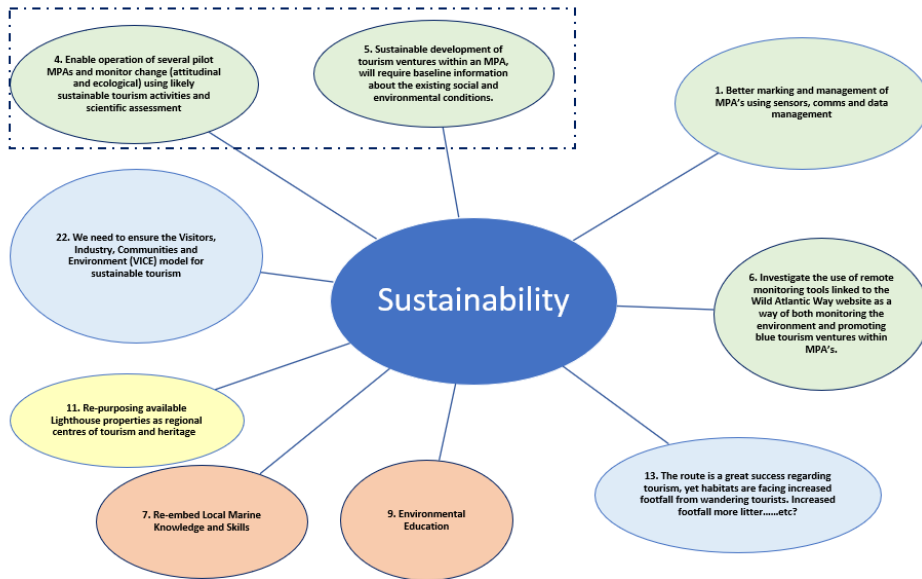 4. Enable operation of several pilot
MPAs and monitor change (attitudinal
and ecological) using likely
sustainable tourism activities and
scientific assessment
5. Sustainable development of
tourism ventures within an MPA,
will require baseline information
about the existing social and
environmental conditions.
1. Better marking and management of
MPA's using sensors, comms and data
management
22. We need to ensure the Visitors,
Industry, Communities and
Environment (VICE) model for
sustainable tourism
Sustainability
6. Investigate the use of remote
monitoring tools linked to the
Wild Atlantic Way website as a
way of both monitoring the
environment and promoting
blue tourism ventures within
MPA's.
11. Re-purposing available
Lighthouse properties as regional
centres of tourism and heritage
7. Re-embed Local Marine
Knowledge and Skills
9. Environmental
Education
13. The route is a great success regarding
tourism, yet habitats are facing increased
footfall from wandering tourists. Increased
footfall more litter……etc?